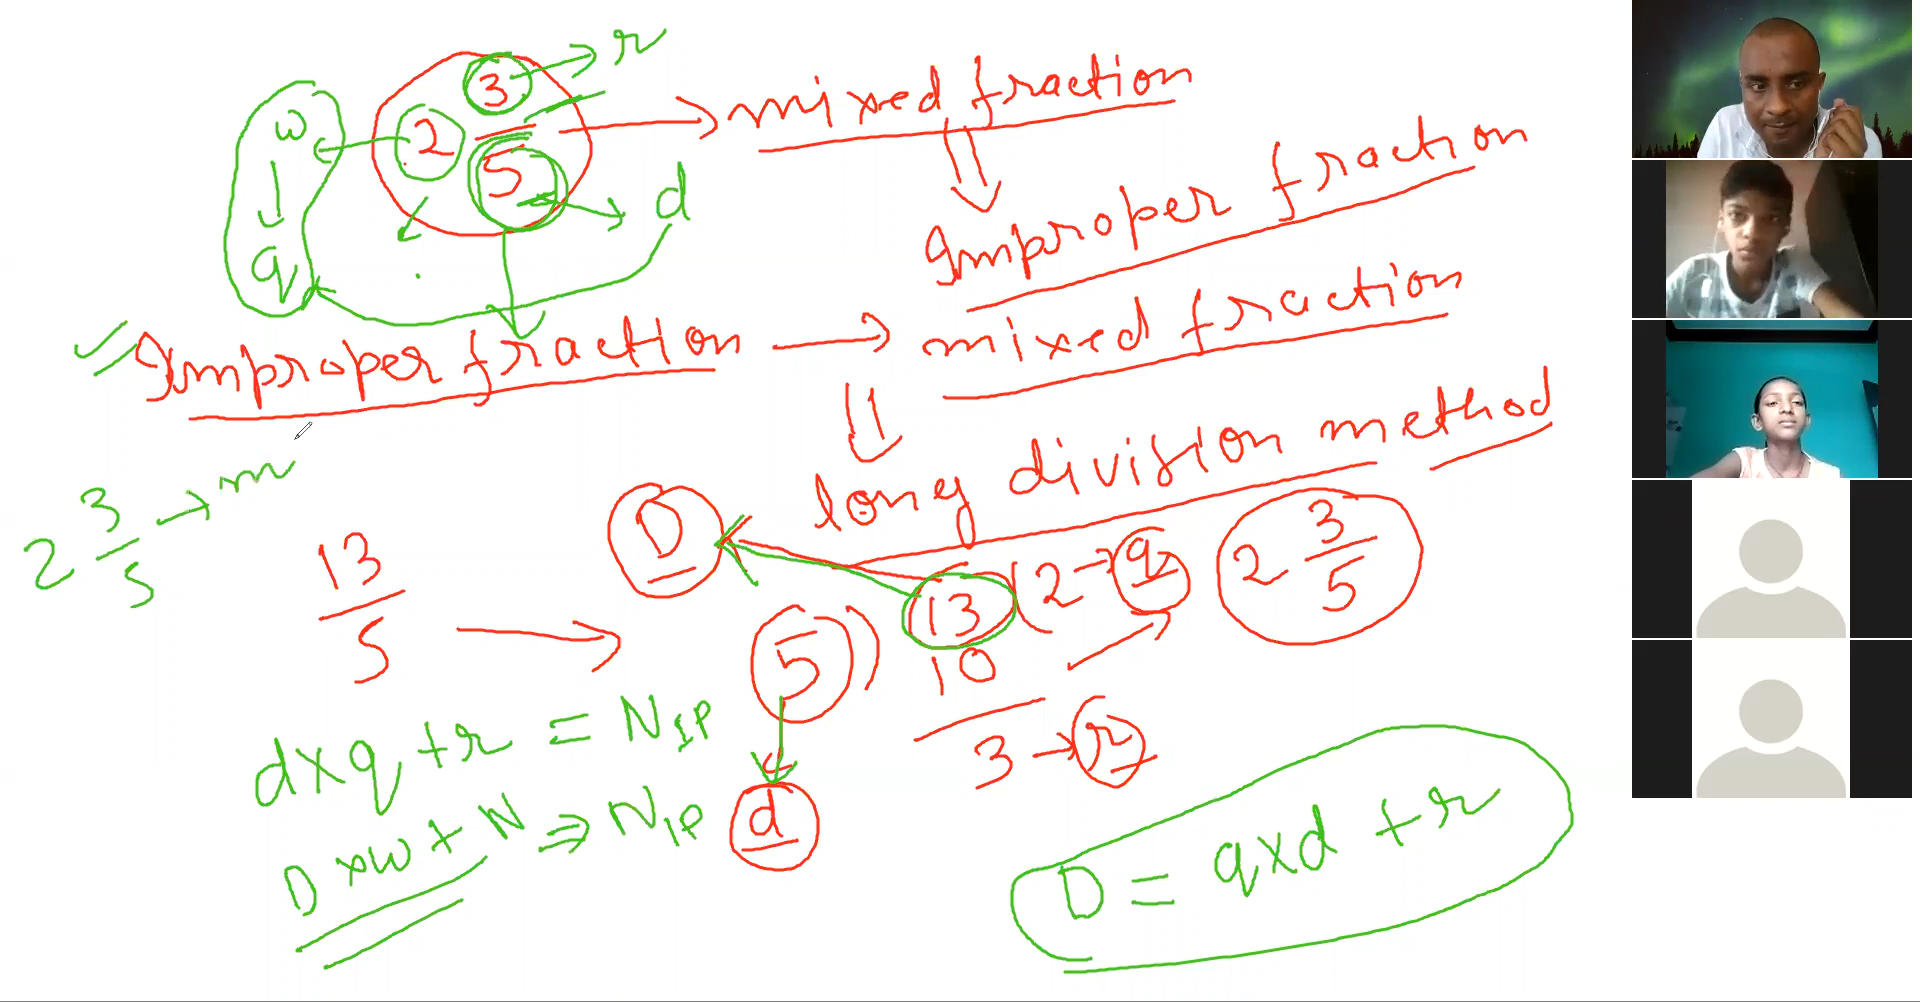 3 → r
w ← 2 — → mixed fraction
5 → d
↓
q
Improper fraction
Improper fraction → mixed fraction
long division method
2 3/5 → m
13/5 →
D
5) 13 (2 → q
10
3 → r
d
2 3/5
d×q + r = N IP
D×w + N ⇒ N IP
D = q×d + r